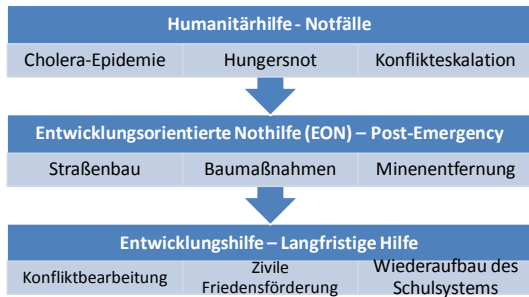 Humanitärhilfe - Notfälle
Cholera-Epidemie Hungersnot Konflikteskalation
Entwicklungsorientierte Nothilfe (EON) – Post-Emergency
Straßenbau Baumaßnahmen Minenentfernung
Entwicklungshilfe – Langfristige Hilfe
Konfliktbearbeitung
Zivile
Friedensförderung
Wiederaufbau des
Schulsystems